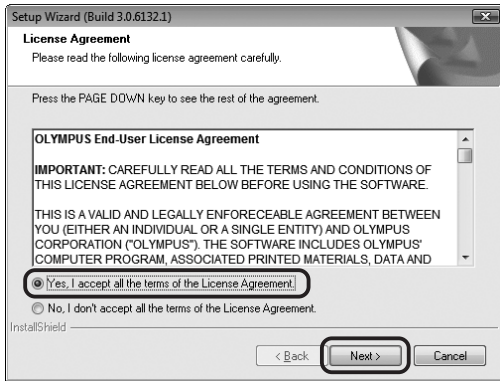 Setup Wizard (Build 3.0.6132.1)
License Agreement
Please read the following license agreement carefully.
Press the PAGE DOWN key to see the rest of the agreement.
OLYMPUS End-User License Agreement
IMPORTANT: CAREFULLY READ ALL THE TERMS AND CONDITIONS OF
THIS LICENSE AGREEMENT BELOW BEFORE USING THE SOFTWARE.
THIS IS A VALID AND LEGALLY ENFORECEABLE AGREEMENT BETWEEN
YOU (EITHER AN INDIVIDUAL OR A SINGLE ENTITY) AND OLYMPUS
CORPORATION ("OLYMPUS"). THE SOFTWARE INCLUDES OLYMPUS'
COMPUTER PROGRAM, ASSOCIATED PRINTED MATERIALS, DATA AND
Yes, I accept all the terms of the License Agreement.
No, I don't accept all the terms of the License Agreement.
InstallShield
< Back Next > Cancel